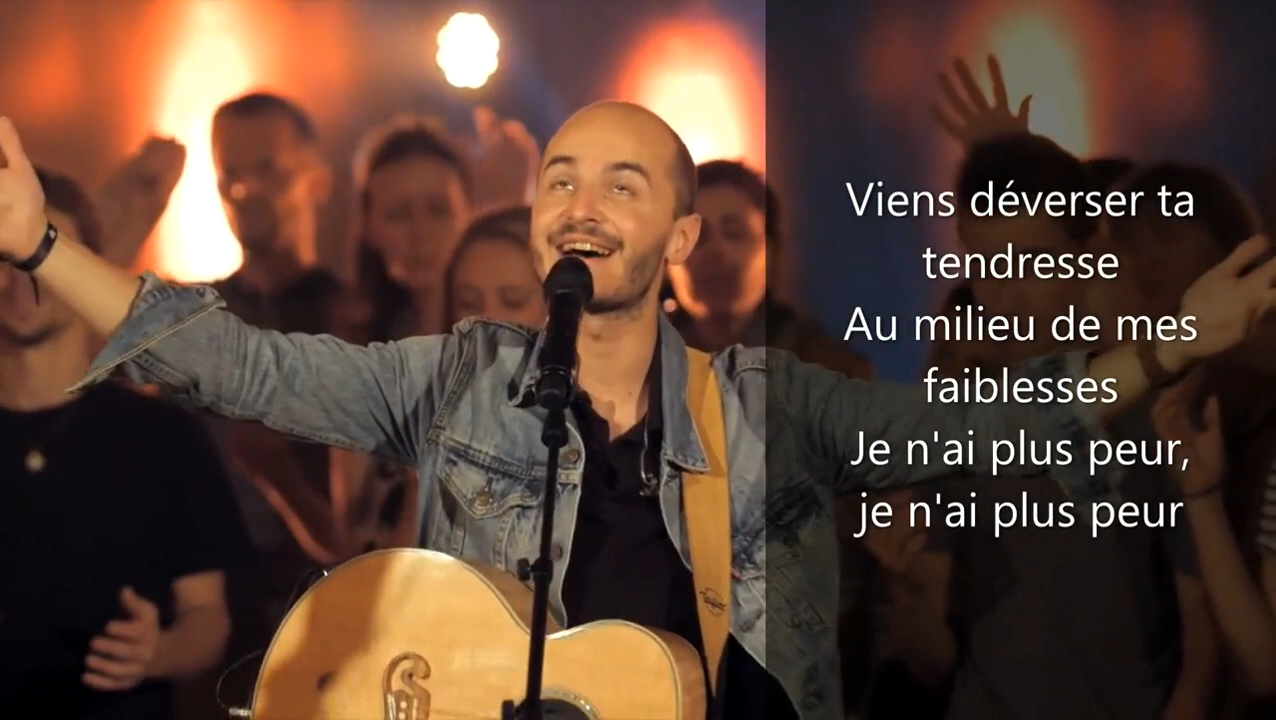 Viens déverser ta
tendresse
Au milieu de mes
faiblesses
Je n'ai plus peur,
je n'ai plus peur